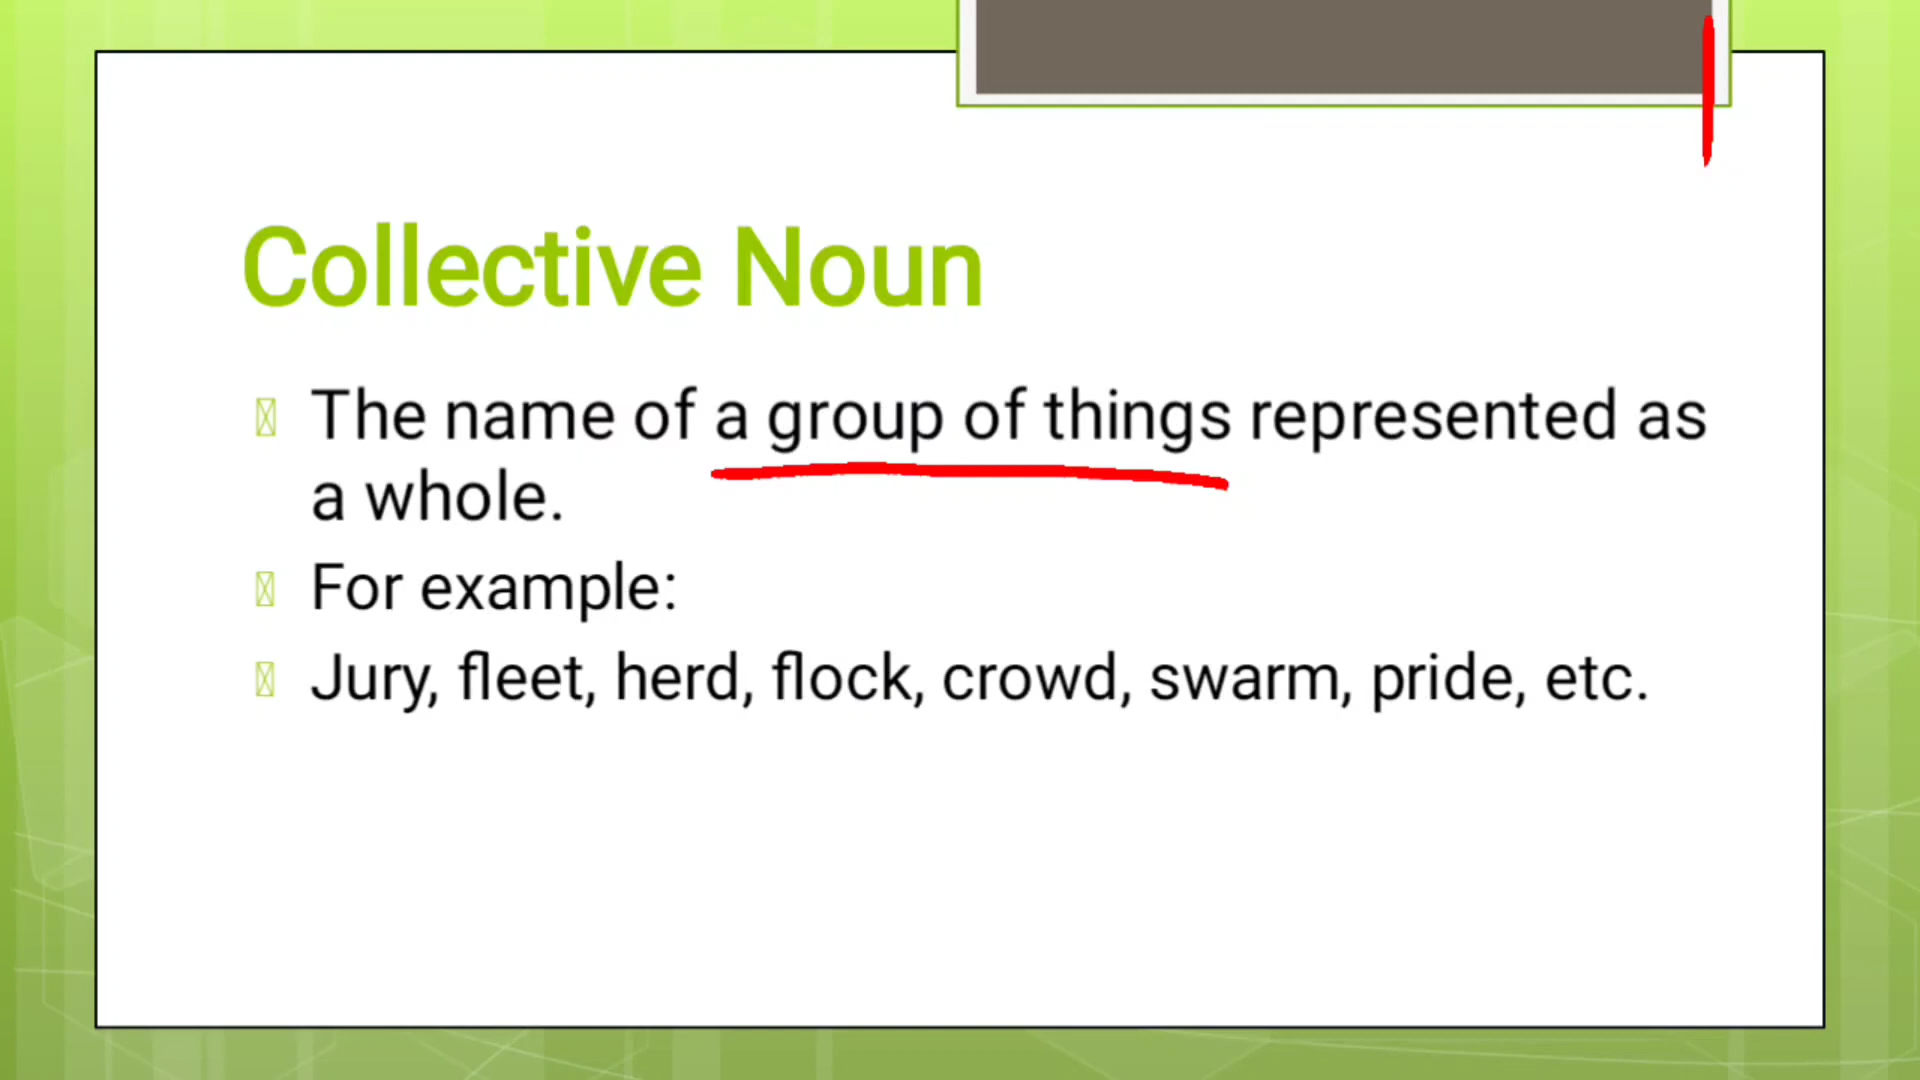 Collective Noun
The name of a group of things represented as
a whole.
For example:
Jury, fleet, herd, flock, crowd, swarm, pride, etc.